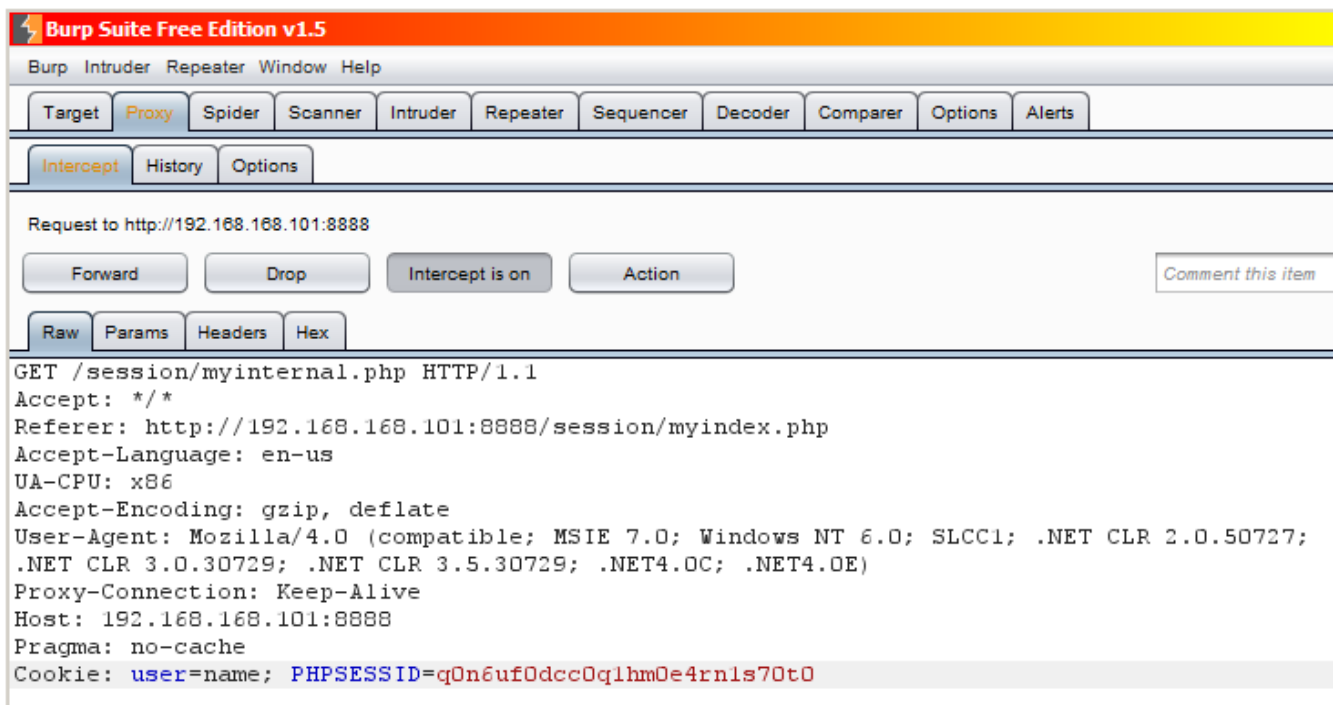 Burp Suite Free Edition v1.5
Burp Intruder Repeater Window Help
Target Proxy Spider Scanner Intruder Repeater Sequencer Decoder Comparer Options Alerts
Intercept History Options
Request to http://192.168.168.101:8888
Forward Drop Intercept is on Action Comment this item
Raw Params Headers Hex
GET /session/myinternal.php HTTP/1.1
Accept: */*
Referer: http://192.168.168.101:8888/session/myindex.php
Accept-Language: en-us
UA-CPU: x86
Accept-Encoding: gzip, deflate
User-Agent: Mozilla/4.0 (compatible; MSIE 7.0; Windows NT 6.0; SLCC1; .NET CLR 2.0.50727;
.NET CLR 3.0.30729; .NET CLR 3.5.30729; .NET4.0C; .NET4.0E)
Proxy-Connection: Keep-Alive
Host: 192.168.168.101:8888
Pragma: no-cache
Cookie: user=name; PHPSESSID=q0n6uf0dcc0q1hm0e4rn1s70t0